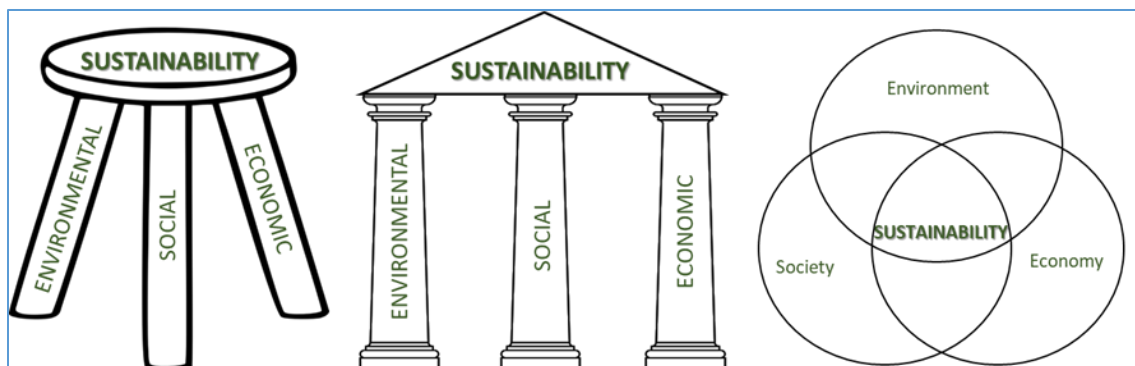 SUSTAINABILITY
ENVIRONMENTAL
SOCIAL
ECONOMIC
SUSTAINABILITY
ENVIRONMENTAL
SOCIAL
ECONOMIC
Environment
SUSTAINABILITY
Society
Economy